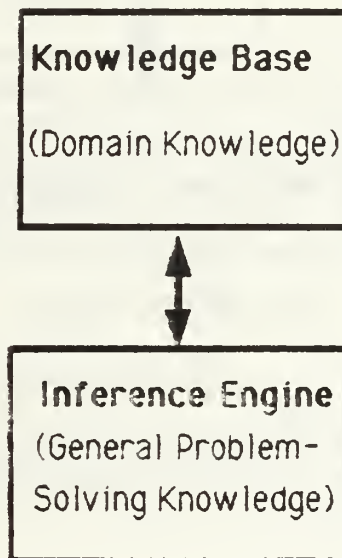 Knowledge Base
(Domain Knowledge)
Inference Engine
(General Problem-
Solving Knowledge)